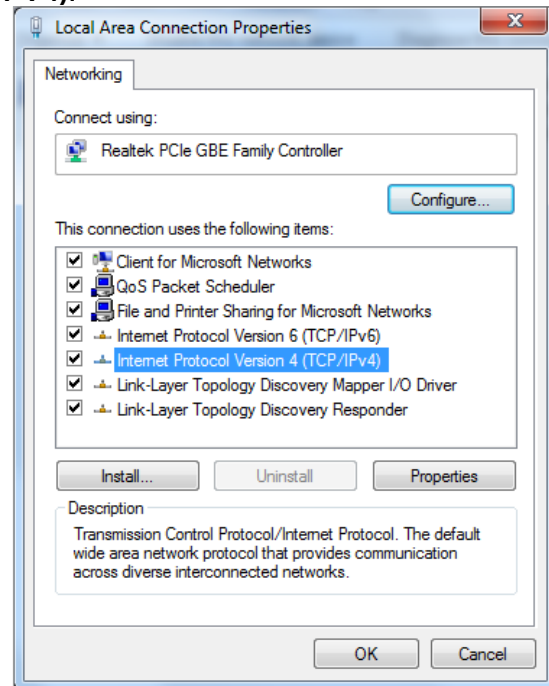 Local Area Connection Properties
Networking
Connect using:
Realtek PCIe GBE Family Controller
Configure...
This connection uses the following items:
Client for Microsoft Networks
QoS Packet Scheduler
File and Printer Sharing for Microsoft Networks
Internet Protocol Version 6 (TCP/IPv6)
Internet Protocol Version 4 (TCP/IPv4)
Link-Layer Topology Discovery Mapper I/O Driver
Link-Layer Topology Discovery Responder
Install... Uninstall Properties
Description
Transmission Control Protocol/Internet Protocol. The default
wide area network protocol that provides communication
across diverse interconnected networks.
OK Cancel